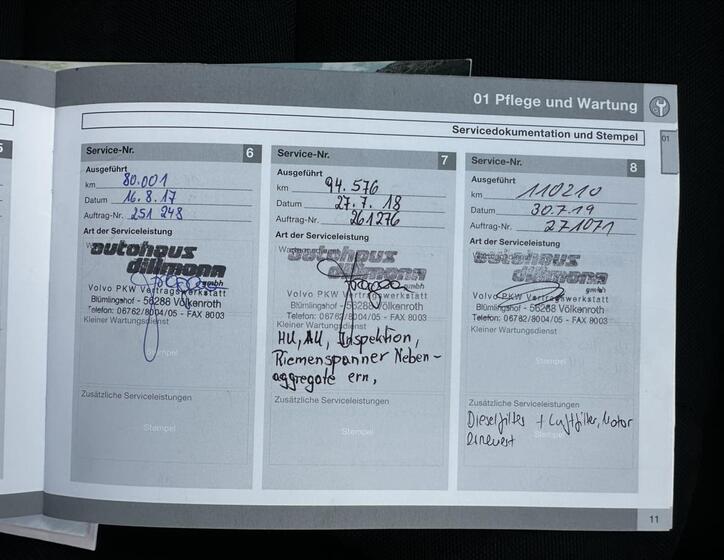 01 Pflege und Wartung
Servicedokumentation und Stempel
01
5
Service-Nr. 6
Ausgeführt
km 80.001
Datum 16.8.17
Auftrag-Nr. 251 248
Art der Serviceleistung
autohaus
dillmann
gmbh
Volvo PKW Vertragswerkstatt
Blümlingshof - 56288 Völkenroth
Telefon: 06762/8004/05 - FAX 8003
Kleiner Wartungsdienst
Stempel
Zusätzliche Serviceleistungen
Stempel
Service-Nr. 7
Ausgeführt
km 94.576
Datum 27.7.18
Auftrag-Nr. 261276
Art der Serviceleistung
autohaus
dillmann
gmbh
Volvo PKW Vertragswerkstatt
Blümlingshof - 56288 Völkenroth
Telefon: 06762/8004/05 - FAX 8003
Kleiner Wartungsdienst
HU, AU, Inspektion,
Riemenspanner Neben-
aggregate ern,
Zusätzliche Serviceleistungen
Stempel
Service-Nr. 8
Ausgeführt
km 110210
Datum 30.7.19
Auftrag-Nr. 271071
Art der Serviceleistung
autohaus
dillmann
gmbh
Volvo PKW Vertragswerkstatt
Blümlingshof - 56288 Völkenroth
Telefon: 06762/8004/05 - FAX 8003
Stempel
Zusätzliche Serviceleistungen
Dieselfilter + Luftfilter, Motor
erneuert
Stempel
11